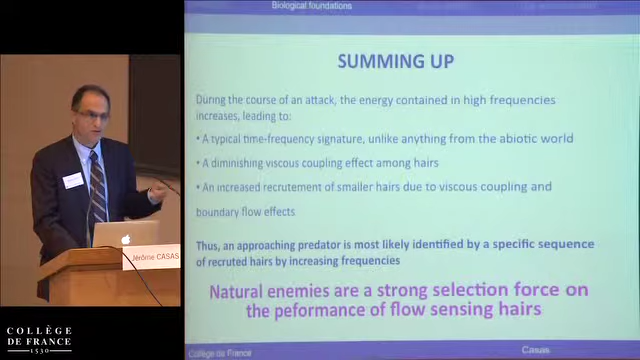 Biological foundations
Casas
SUMMING UP
During the course of an attack, the energy contained in high frequencies
increases, leading to:
• A typical time-frequency signature, unlike anything from the abiotic world
• A diminishing viscous coupling effect among hairs
• An increased recrutement of smaller hairs due to viscous coupling and
boundary flow effects
Thus, an approaching predator is most likely identified by a specific sequence
of recruted hairs by increasing frequencies
Natural enemies are a strong selection force on
the peformance of flow sensing hairs
Collège de France
Casas
Jérôme CASAS
COLLÈGE
DE FRANCE
1530